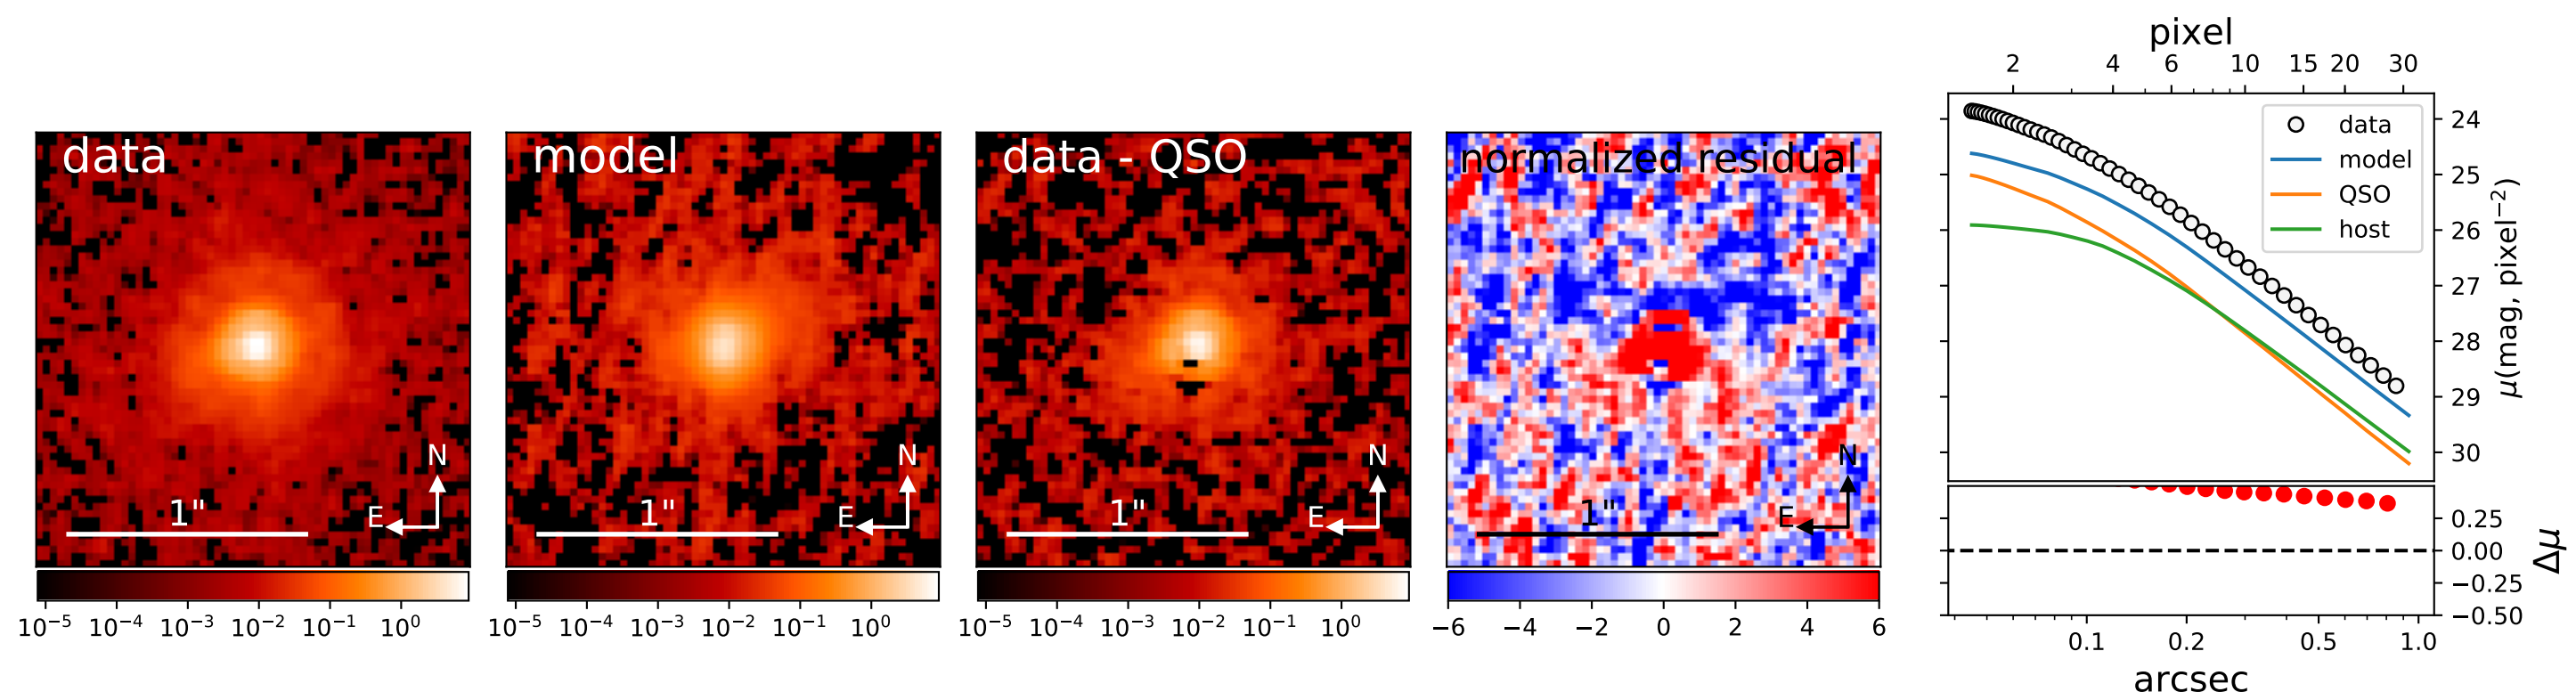 data
N
E
1"
10⁻⁵ 10⁻⁴ 10⁻³ 10⁻² 10⁻¹ 10⁰
model
N
E
1"
10⁻⁵ 10⁻⁴ 10⁻³ 10⁻² 10⁻¹ 10⁰
data - QSO
N
E
1"
10⁻⁵ 10⁻⁴ 10⁻³ 10⁻² 10⁻¹ 10⁰
normalized residual
N
E
1"
−6 −4 −2 0 2 4 6
pixel
2 4 6 10 15 20 30
data
model
QSO
host
24
25
26
27
28
29
30
μ(mag, pixel⁻²)
0.25
0.00
−0.25
−0.50
Δμ
0.1 0.2 0.5 1.0
arcsec